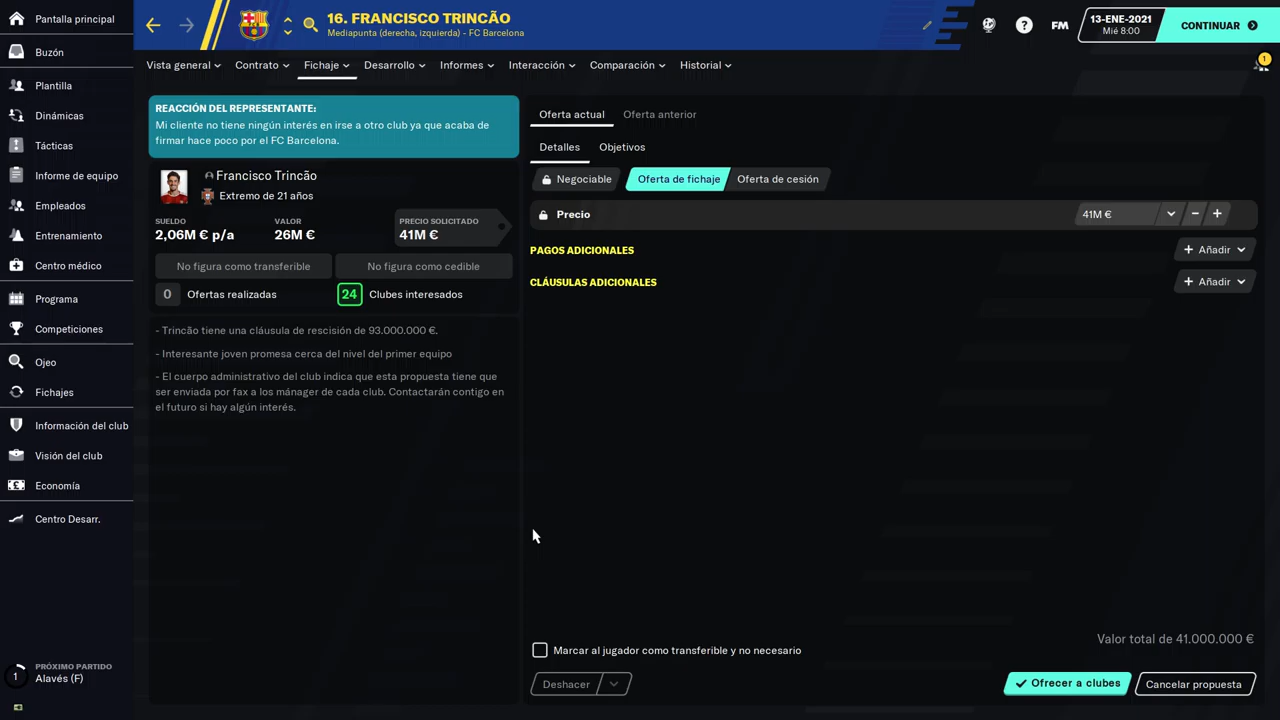 Pantalla principal
16. FRANCISCO TRINCÃO
Mediapunta (derecha, izquierda) - FC Barcelona
?
FM
13-ENE-2021
Mié 8:00
CONTINUAR
Buzón
Plantilla
Dinámicas
Tácticas
Informe de equipo
Empleados
Entrenamiento
Centro médico
Programa
Competiciones
Ojeo
Fichajes
Información del club
Visión del club
Economía
Centro Desarr.
PRÓXIMO PARTIDO
1
Alavés (F)
Vista general
Contrato
Fichaje
Desarrollo
Informes
Interacción
Comparación
Historial
1
REACCIÓN DEL REPRESENTANTE:
Mi cliente no tiene ningún interés en irse a otro club ya que acaba de
firmar hace poco por el FC Barcelona.
Francisco Trincão
Extremo de 21 años
SUELDO
2,06M € p/a
VALOR
26M €
PRECIO SOLICITADO
41M €
No figura como transferible
No figura como cedible
0 Ofertas realizadas
24 Clubes interesados
- Trincão tiene una cláusula de rescisión de 93.000.000 €.
- Interesante joven promesa cerca del nivel del primer equipo
- El cuerpo administrativo del club indica que esta propuesta tiene que
ser enviada por fax a los mánager de cada club. Contactarán contigo en
el futuro si hay algún interés.
Oferta actual
Oferta anterior
Detalles
Objetivos
Negociable
Oferta de fichaje
Oferta de cesión
Precio
41M €
PAGOS ADICIONALES
+ Añadir
CLÁUSULAS ADICIONALES
+ Añadir
Valor total de 41.000.000 €
Marcar al jugador como transferible y no necesario
Deshacer
Ofrecer a clubes
Cancelar propuesta